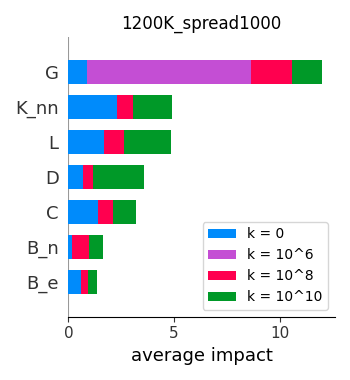 1200K_spread1000
G
K_nn
L
D
C
B_n
B_e
k = 0
k = 10^6
k = 10^8
k = 10^10
0
5
10
average impact